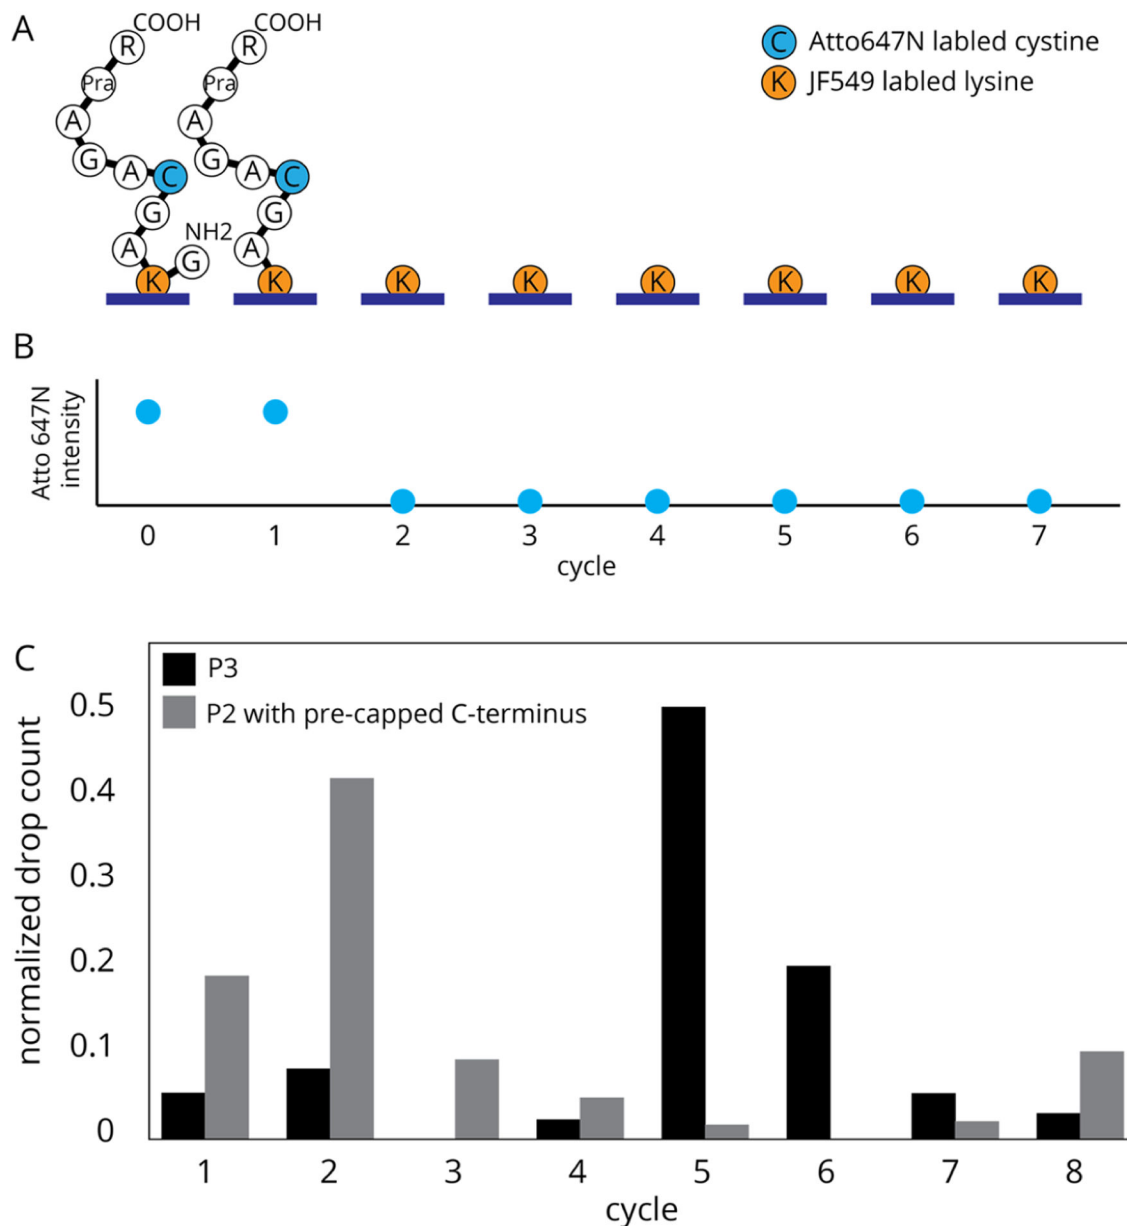 A
COOH
COOH
R
R
Pra
Pra
A
A
G
A
C
G
A
C
G
G
A
NH2
G
A
K
K
K
K
K
K
K
K
C Atto647N labled cystine
K JF549 labled lysine
B
Atto 647N
intensity
0 1 2 3 4 5 6 7
cycle
C
P3
P2 with pre-capped C-terminus
normalized drop count
0.5
0.4
0.3
0.2
0.1
0
1 2 3 4 5 6 7 8
cycle